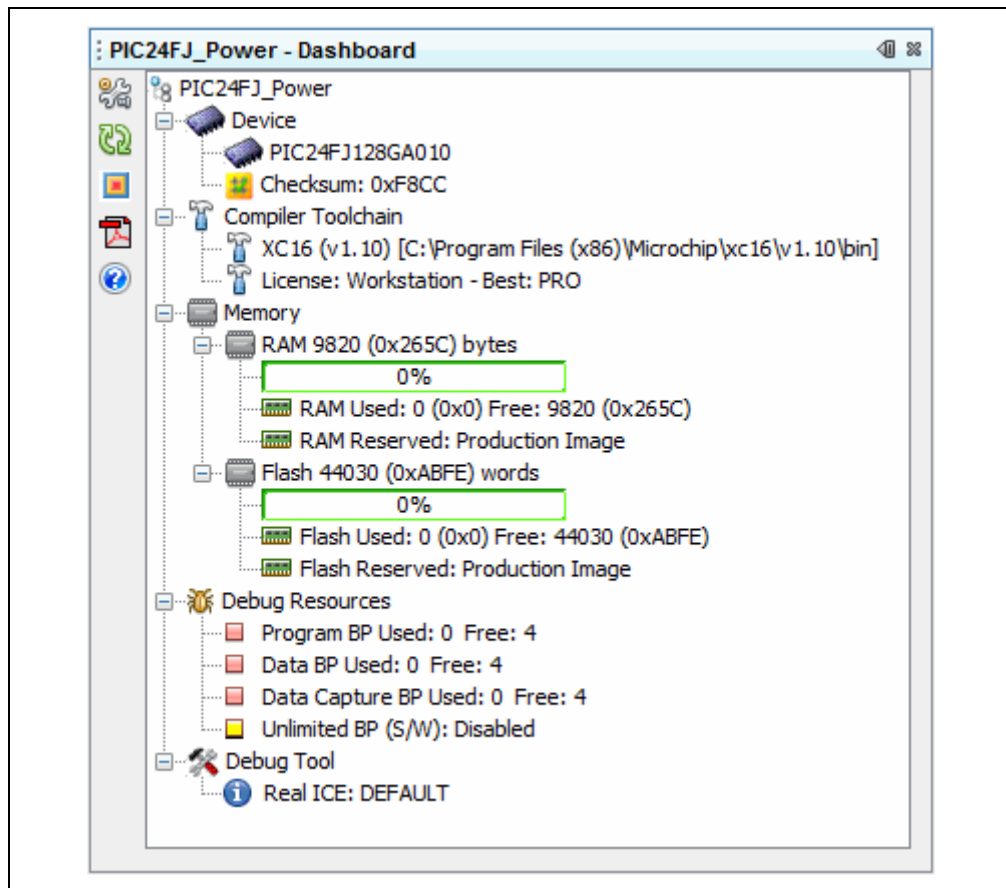 PIC24FJ_Power - Dashboard
PIC24FJ_Power
Device
PIC24FJ128GA010
Checksum: 0xF8CC
Compiler Toolchain
XC16 (v1.10) [C:\Program Files (x86)\Microchip\xc16\v1.10\bin]
License: Workstation - Best: PRO
Memory
RAM 9820 (0x265C) bytes
0%
RAM Used: 0 (0x0) Free: 9820 (0x265C)
RAM Reserved: Production Image
Flash 44030 (0xABFE) words
0%
Flash Used: 0 (0x0) Free: 44030 (0xABFE)
Flash Reserved: Production Image
Debug Resources
Program BP Used: 0 Free: 4
Data BP Used: 0 Free: 4
Data Capture BP Used: 0 Free: 4
Unlimited BP (S/W): Disabled
Debug Tool
Real ICE: DEFAULT